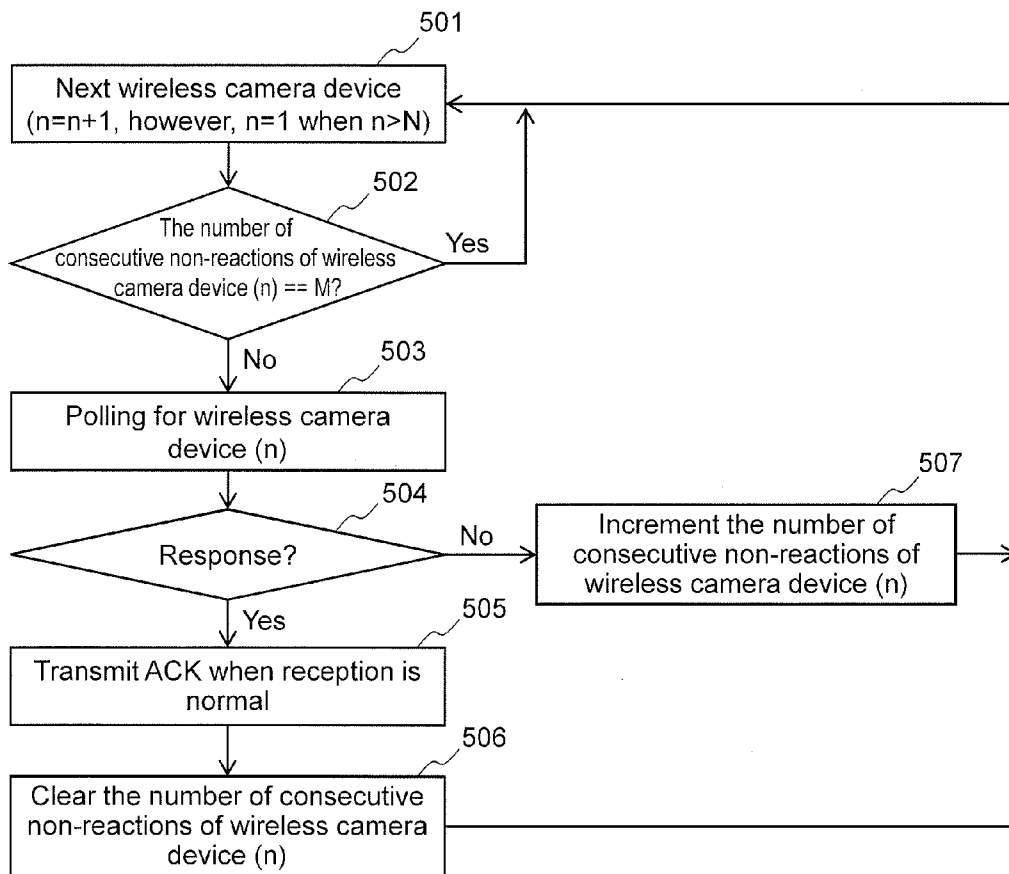 501
Next wireless camera device
(n=n+1, however, n=1 when n>N)
502
The number of
consecutive non-reactions of wireless
camera device (n) == M?
Yes
No
503
Polling for wireless camera
device (n)
504
Response?
No
507
Increment the number of
consecutive non-reactions of
wireless camera device (n)
Yes
505
Transmit ACK when reception is
normal
506
Clear the number of consecutive
non-reactions of wireless camera
device (n)